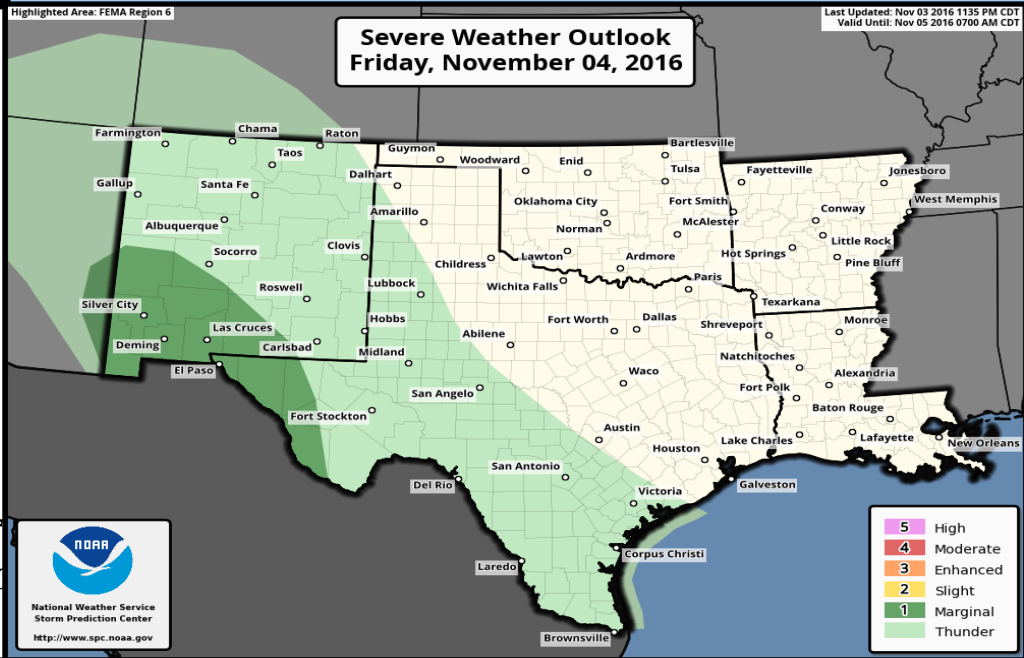 Highlighted Area: FEMA Region 6
Last Updated: Nov 03 2016 1135 PM CDT
Valid Until: Nov 05 2016 0700 AM CDT
Severe Weather Outlook
Friday, November 04, 2016
Farmington
Chama
Raton
Guymon
Woodward
Enid
Bartlesville
Taos
Dalhart
Tulsa
Fayetteville
Jonesboro
Gallup
Santa Fe
Oklahoma City
Fort Smith
West Memphis
Albuquerque
Amarillo
Norman
McAlester
Conway
Socorro
Clovis
Childress
Lawton
Ardmore
Hot Springs
Little Rock
Pine Bluff
Roswell
Lubbock
Wichita Falls
Paris
Silver City
Texarkana
Las Cruces
Hobbs
Abilene
Fort Worth
Dallas
Shreveport
Monroe
Deming
Carlsbad
Midland
Natchitoches
El Paso
Waco
Alexandria
San Angelo
Fort Polk
Fort Stockton
Baton Rouge
Austin
Houston
Lake Charles
Lafayette
New Orleans
San Antonio
Del Rio
Victoria
Galveston
Laredo
Corpus Christi
Brownsville
NOAA
National Weather Service
Storm Prediction Center
http://www.spc.noaa.gov
5 High
4 Moderate
3 Enhanced
2 Slight
1 Marginal
Thunder